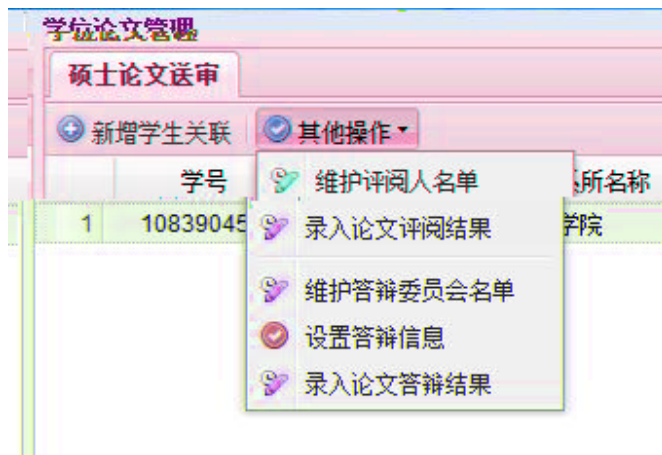 学位论文管理
硕士论文送审
新增学生关联 其他操作
学号 所名称
1 10839045 学院
维护评阅人名单
录入论文评阅结果
维护答辩委员会名单
设置答辩信息
录入论文答辩结果